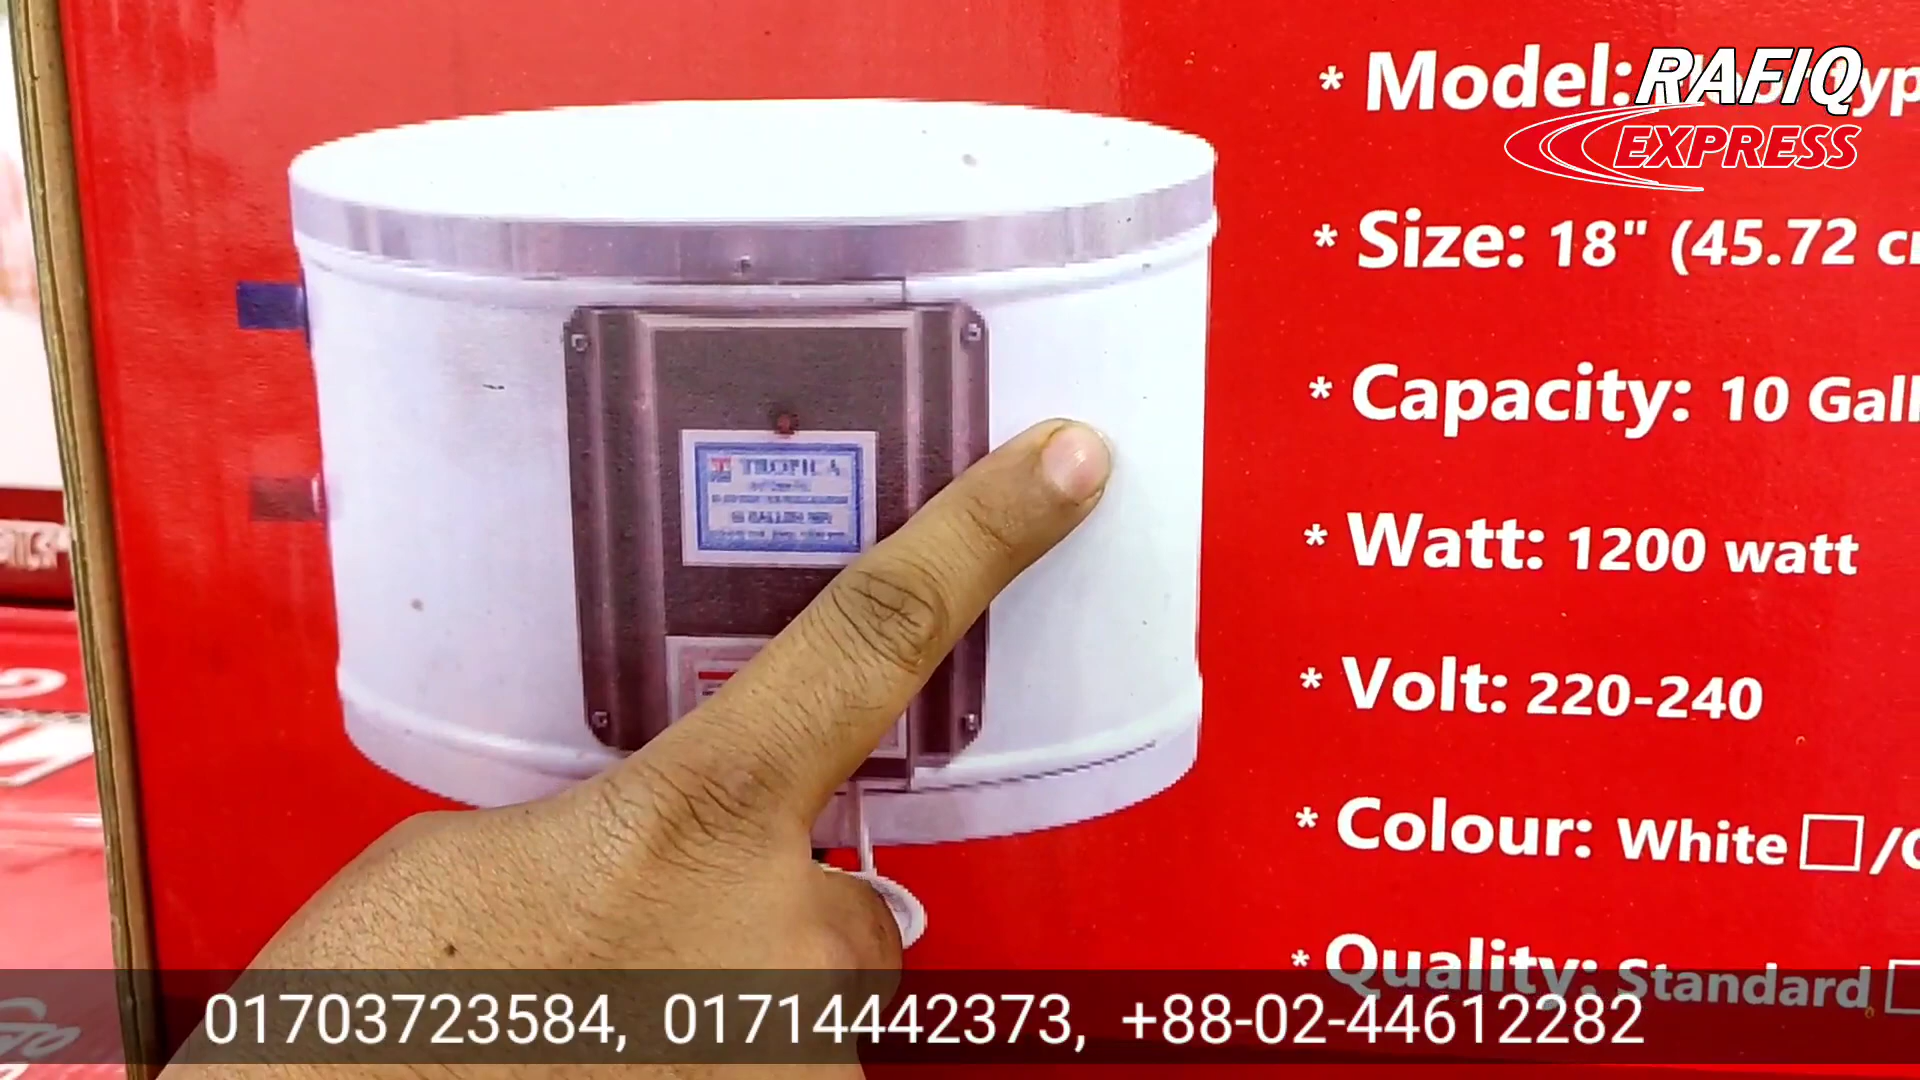 RAFIQ
EXPRESS
* Model:
* Size: 18" (45.72 c
* Capacity: 10 Gall
* Watt: 1200 watt
* Volt: 220-240
* Colour: White □/
* Quality: Standard □
TROPICA
01703723584, 01714442373, +88-02-44612282